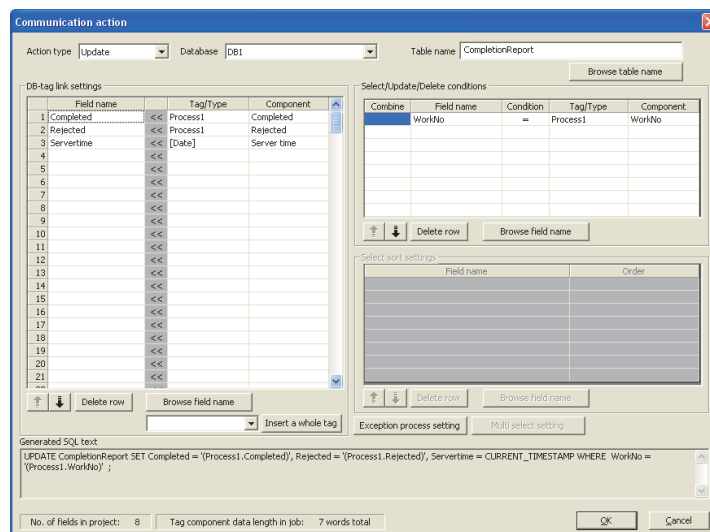 Communication action
Action type Update Database DB1 Table name CompletionReport
Browse table name
DB-tag link settings
Field name Tag/Type Component
1 Completed << Process1 Completed
2 Rejected << Process1 Rejected
3 Servertime << [Date] Server time
4 <<
5 <<
6 <<
7 <<
8 <<
9 <<
10 <<
11 <<
12 <<
13 <<
14 <<
15 <<
16 <<
17 <<
18 <<
19 <<
20 <<
21 <<
Delete row Browse field name
Insert a whole tag
Select/Update/Delete conditions
Combine Field name Condition Tag/Type Component
WorkNo = Process1 WorkNo
Delete row Browse field name
Select sort settings
Field name Order
Delete row Browse field name
Exception process setting Multi select setting
Generated SQL text
UPDATE CompletionReport SET Completed = '(Process1.Completed)', Rejected = '(Process1.Rejected)', Servertime = CURRENT_TIMESTAMP WHERE WorkNo =
'(Process1.WorkNo)' ;
No. of fields in project: 8 Tag component data length in job: 7 words total OK Cancel